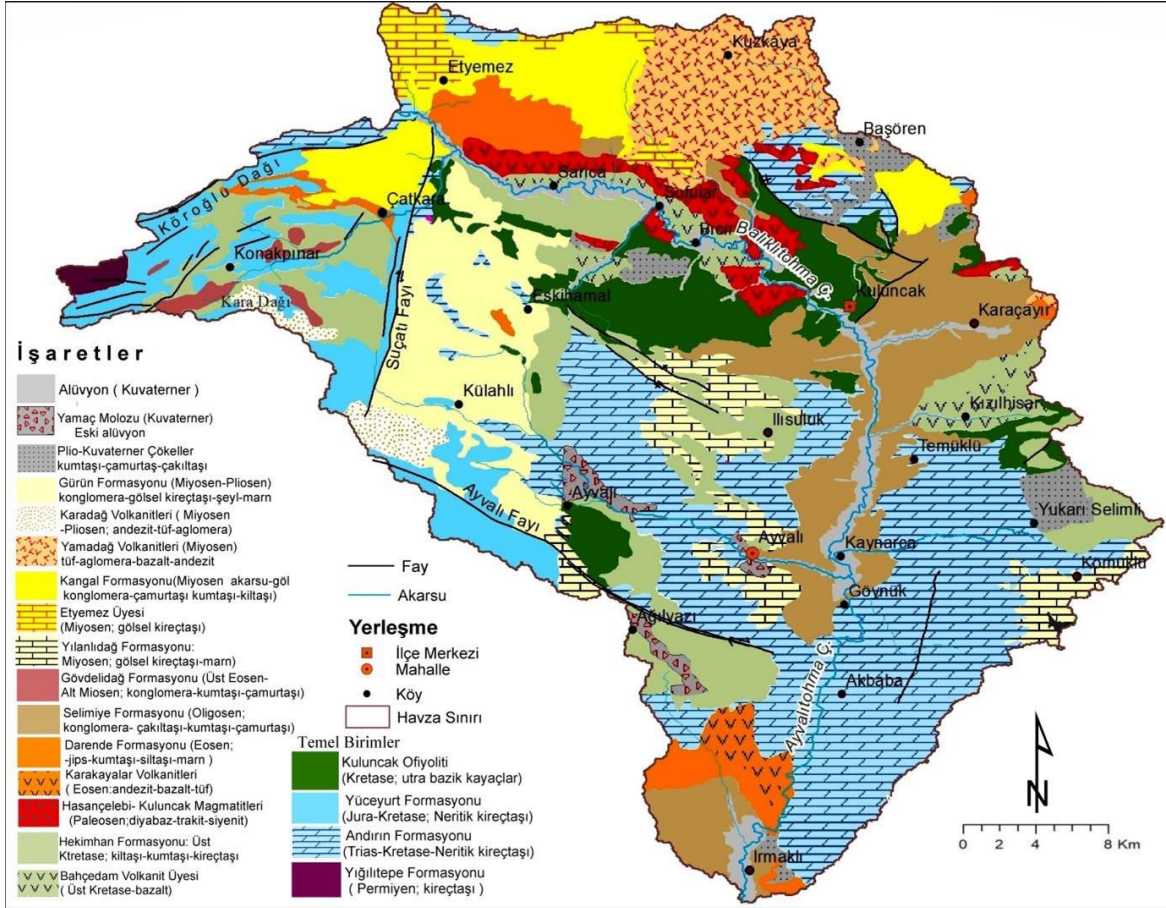 Kuzkaya
Etyemez
Başören
Köroğlu Dağı
Sarıca
Çatkara
Sofular
Bıcır
Balıklıtohma Ç.
Konakpınar
Kuluncak
Kara Dağı
Eskihamal
Karaçayır
Suçatı Fayı
Külahlı
Kızılhisar
Ilısuluk
Temüklü
Ayvalı
Ayvalı Fayı
Yukarı Selimli
Ayvalı
Kaynarca
Kömüklü
Göynük
Ağılyazı
Akbaba
Ayvalıtohma Ç.
Irmaklı
İşaretler
Alüvyon ( Kuvaterner )
Yamaç Molozu (Kuvaterner)
Eski alüvyon
Plio-Kuvaterner Çökeller
kumtaşı-çamurtaş-çakıltaşı
Gürün Formasyonu (Miyosen-Pliosen)
konglomera-gölsel kireçtaşı-şeyl-marn
Karadağ Volkanitleri ( Miyosen
-Pliosen; andezit-tüf-aglomera)
Yamadağ Volkanitleri (Miyosen)
tüf-aglomera-bazalt-andezit
Kangal Formasyonu(Miyosen akarsu-göl
konglomera-çamurtaşı kumtaşı-kiltaşı)
Etyemez Üyesi
(Miyosen; gölsel kireçtaşı)
Yılanlıdağ Formasyonu:
Miyosen; gölsel kireçtaşı-marn)
Gövdelidağ Formasyonu (Üst Eosen-
Alt Miosen; konglomera-kumtaşı-çamurtaşı)
Selimiye Formasyonu (Oligosen;
konglomera- çakıltaşı-kumtaşı-çamurtaşı)
Darende Formasyonu (Eosen;
-jips-kumtaşı-siltaşı-marn )
Karakayalar Volkanitleri
( Eosen:andezit-bazalt-tüf)
Hasançelebi- Kuluncak Magmatitleri
(Paleosen;diyabaz-trakit-siyenit)
Hekimhan Formasyonu: Üst
Ktretase; kiltaşı-kumtaşı-kireçtaşı
Bahçedam Volkanit Üyesi
( Üst Kretase-bazalt)
Fay
Akarsu
Yerleşme
İlçe Merkezi
Mahalle
Köy
Havza Sınırı
Temel Birimler
Kuluncak Ofiyoliti
(Kretase; utra bazik kayaçlar)
Yüceyurt Formasyonu
(Jura-Kretase; Neritik kireçtaşı)
Andırın Formasyonu
(Trias-Kretase-Neritik kireçtaşı)
Yığılıtepe Formasyonu
( Permiyen; kireçtaşı )
N
0 2 4 8 Km